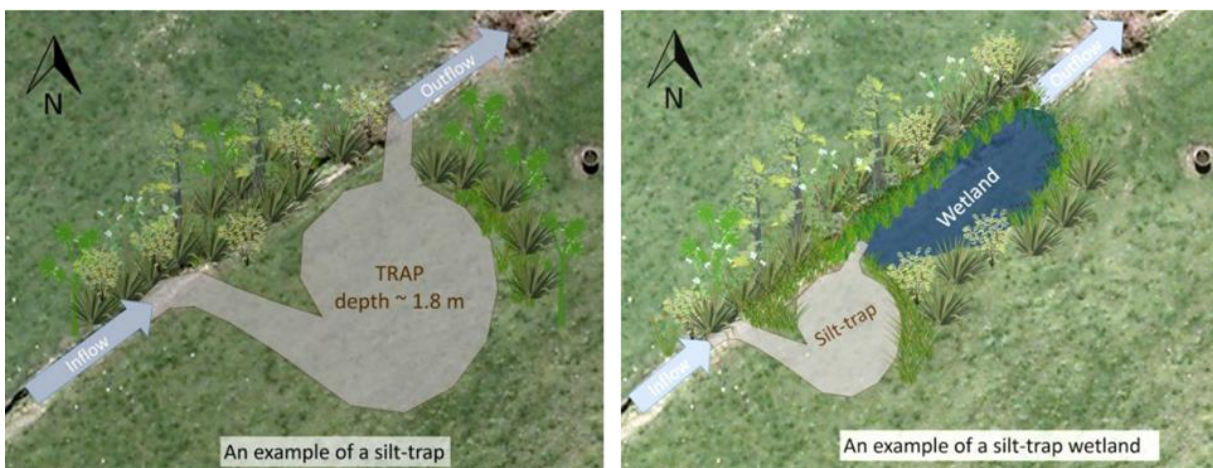 N
Inflow
Outflow
TRAP
depth ~ 1.8 m
An example of a silt-trap
N
Inflow
Silt-trap
Wetland
Outflow
An example of a silt-trap wetland